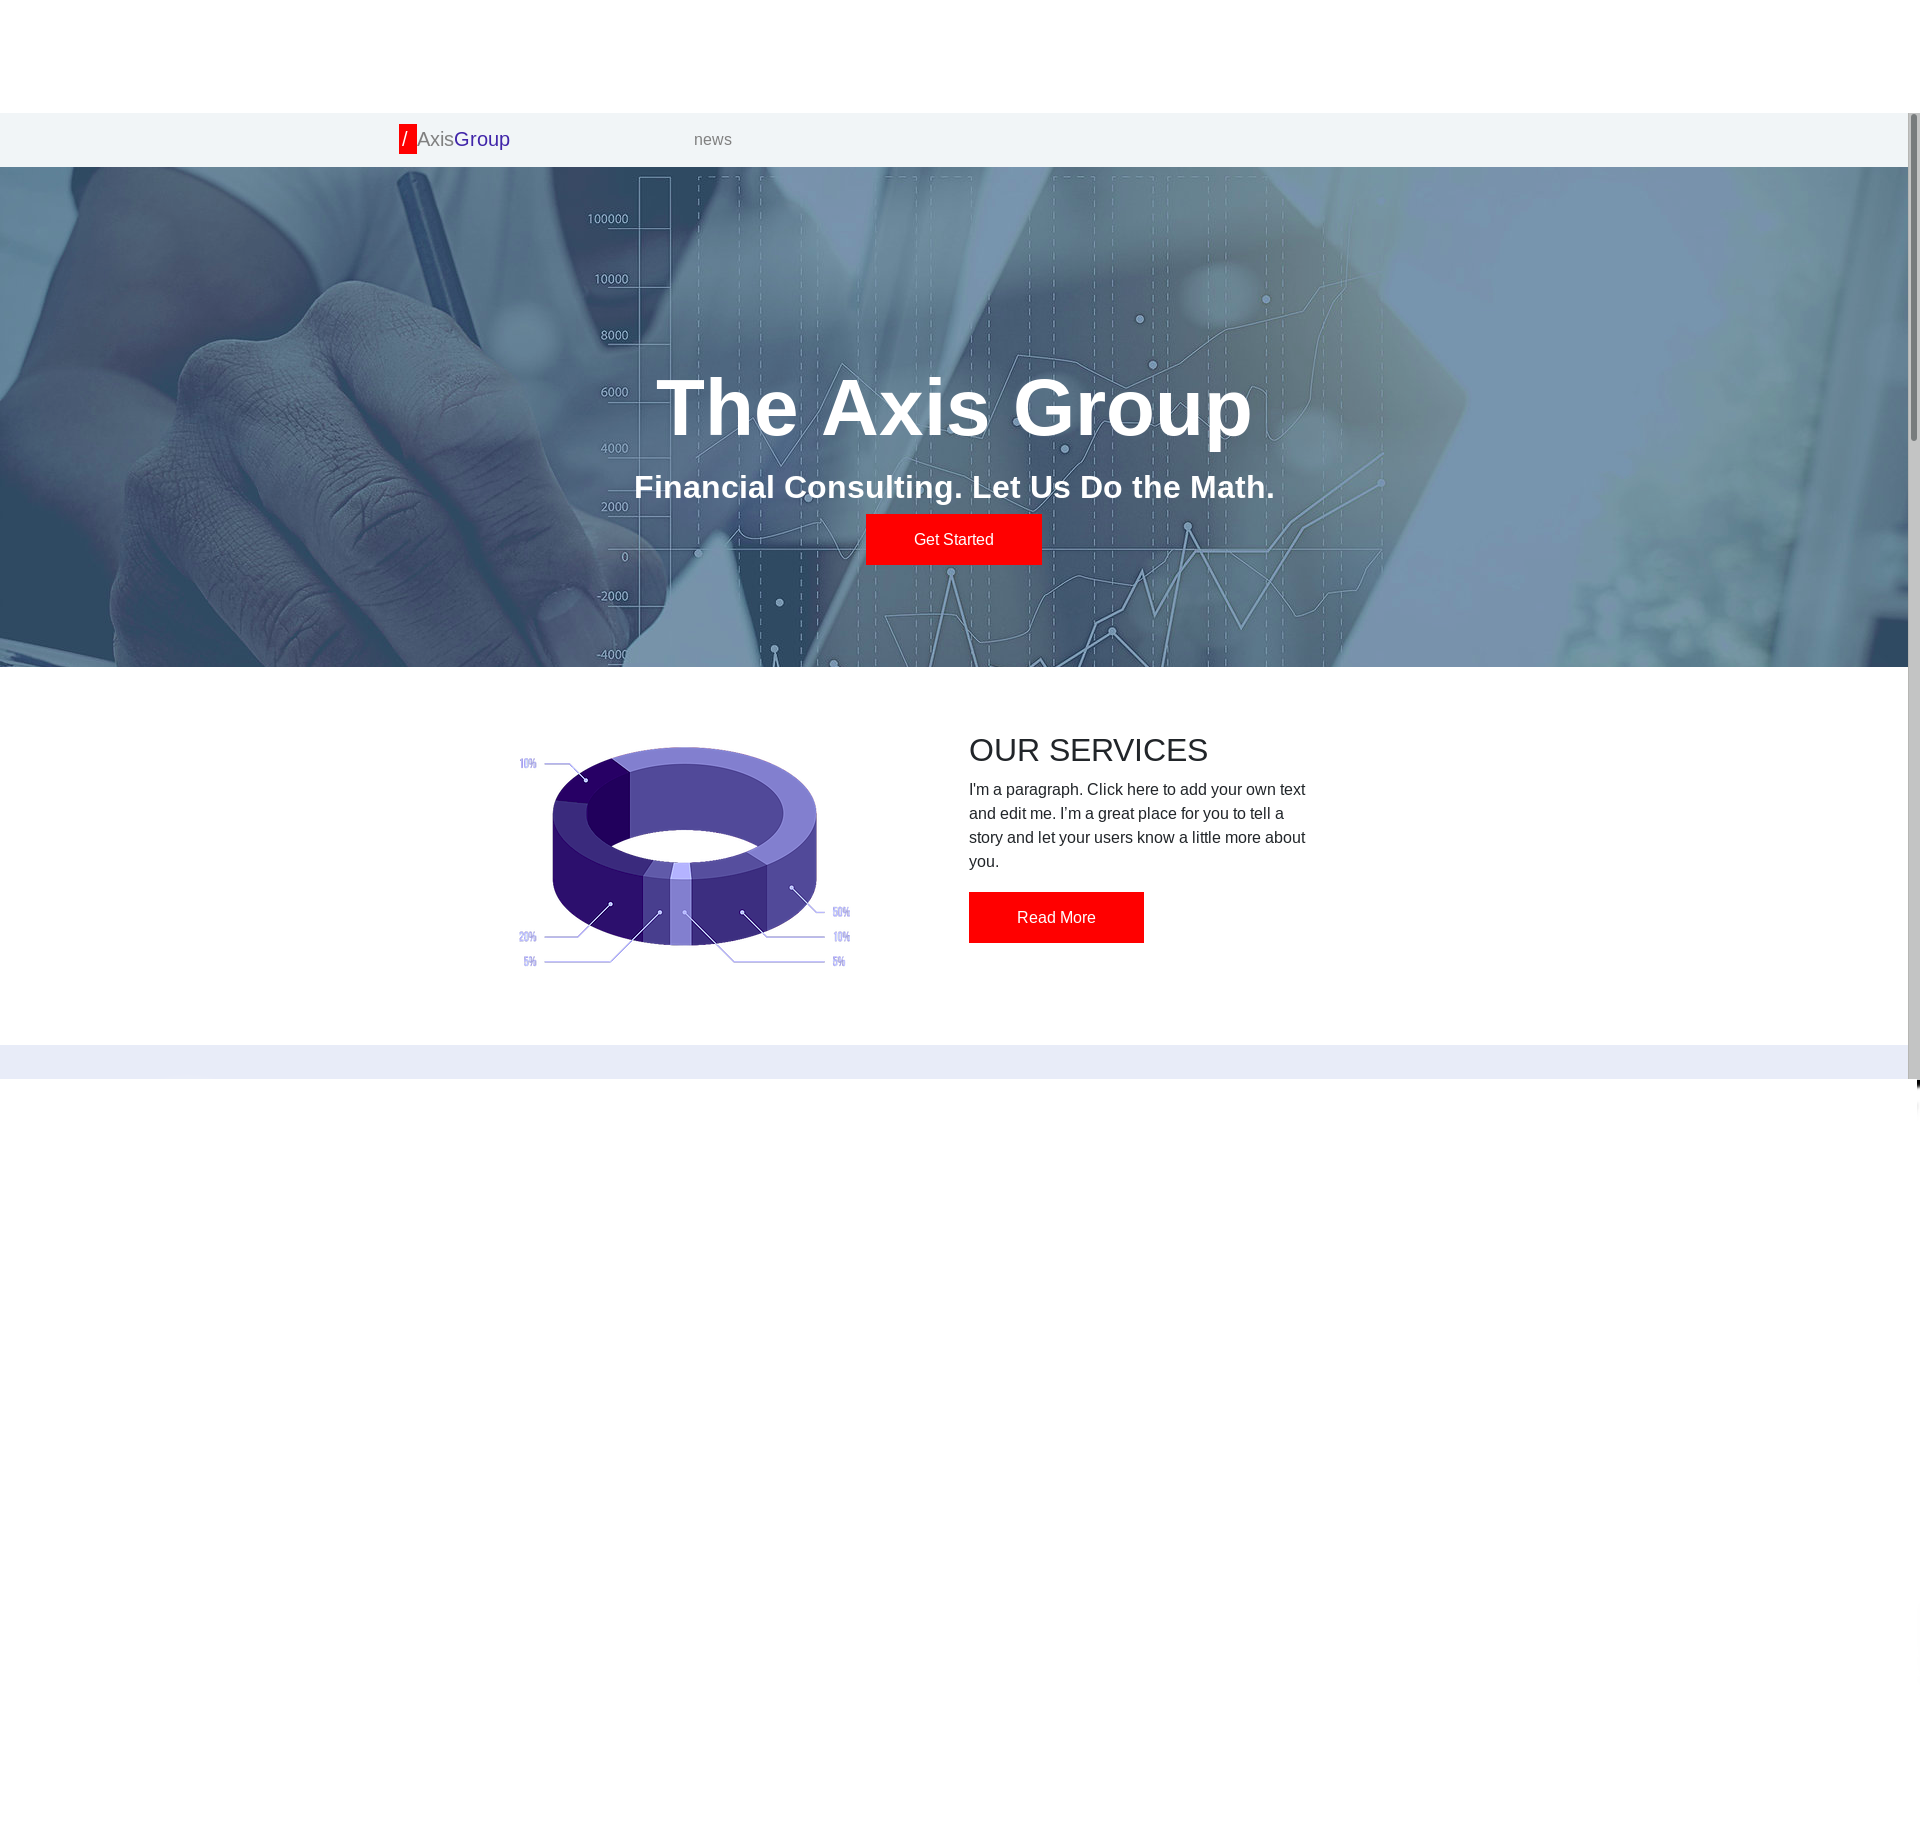 / AxisGroup
news
100000
10000
8000
6000
4000
2000
0
-2000
-4000
The Axis Group
Financial Consulting. Let Us Do the Math.
Get Started
10%
20%
5%
50%
10%
5%
OUR SERVICES
I'm a paragraph. Click here to add your own text
and edit me. I’m a great place for you to tell a
story and let your users know a little more about
you.
Read More